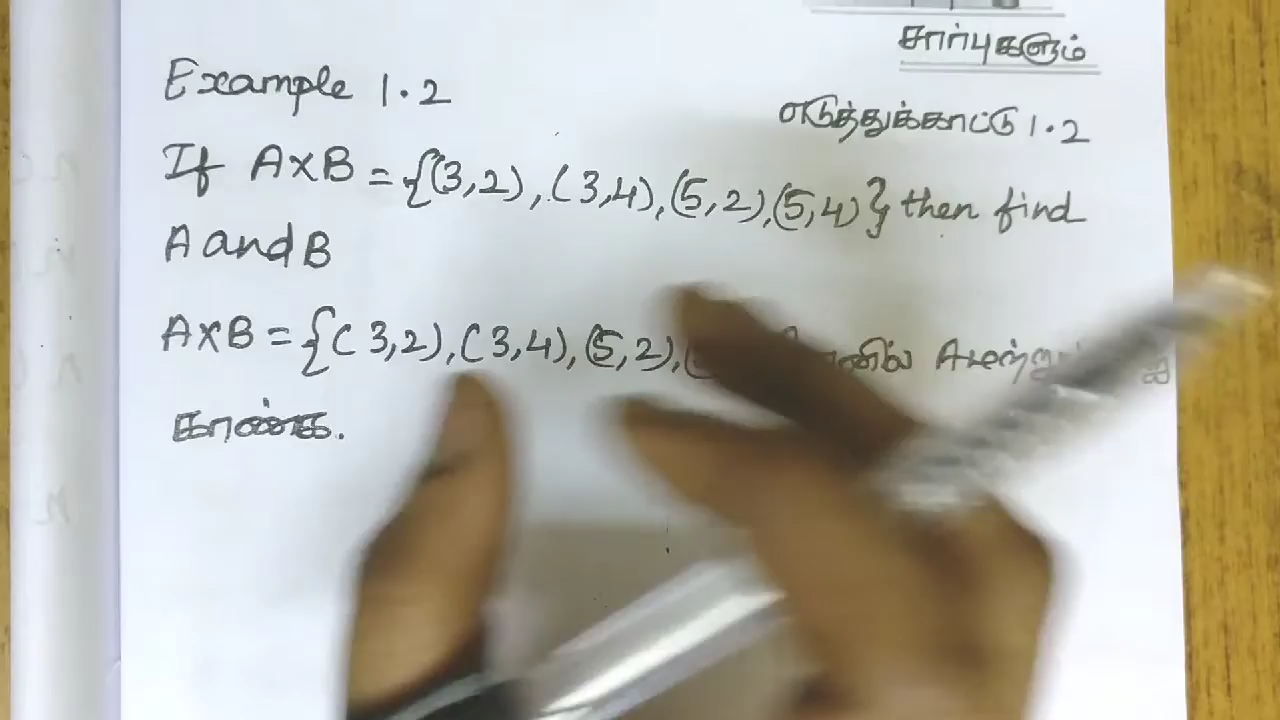 சார்புகளும்
Example 1.2
எடுத்துக்காட்டு 1.2
If A×B = {(3,2), (3,4), (5,2), (5,4)} then find
A and B
A×B = {(3,2), (3,4), (5,2),
காண்க.